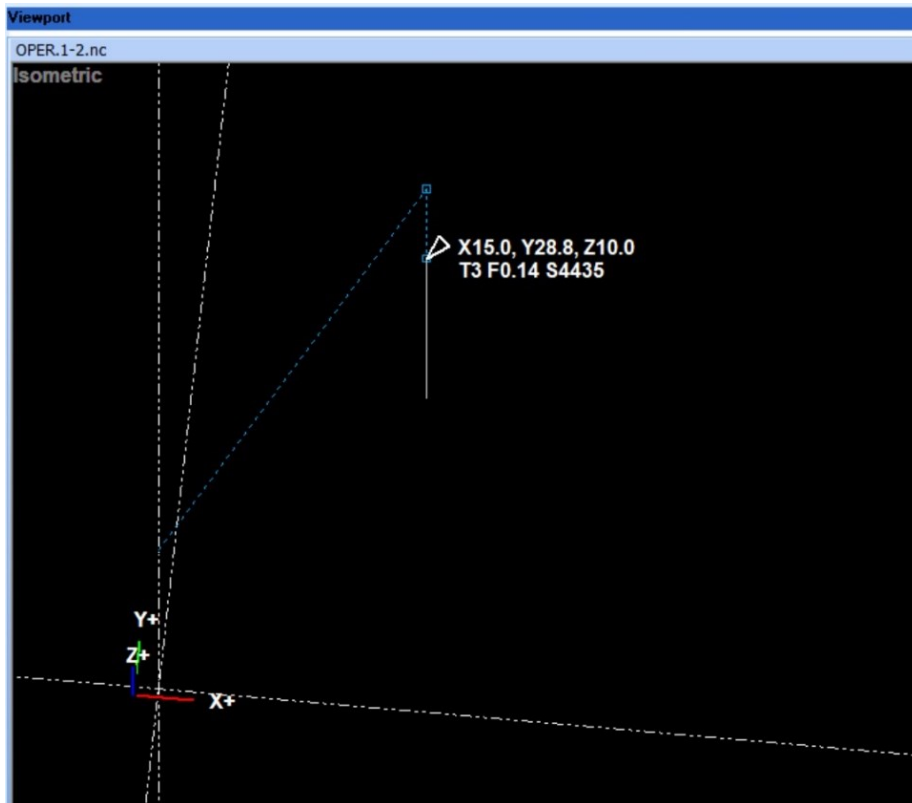 Viewport
OPER.1-2.nc
Isometric
X15.0, Y28.8, Z10.0
T3 F0.14 S4435
Y+
Z+
X+